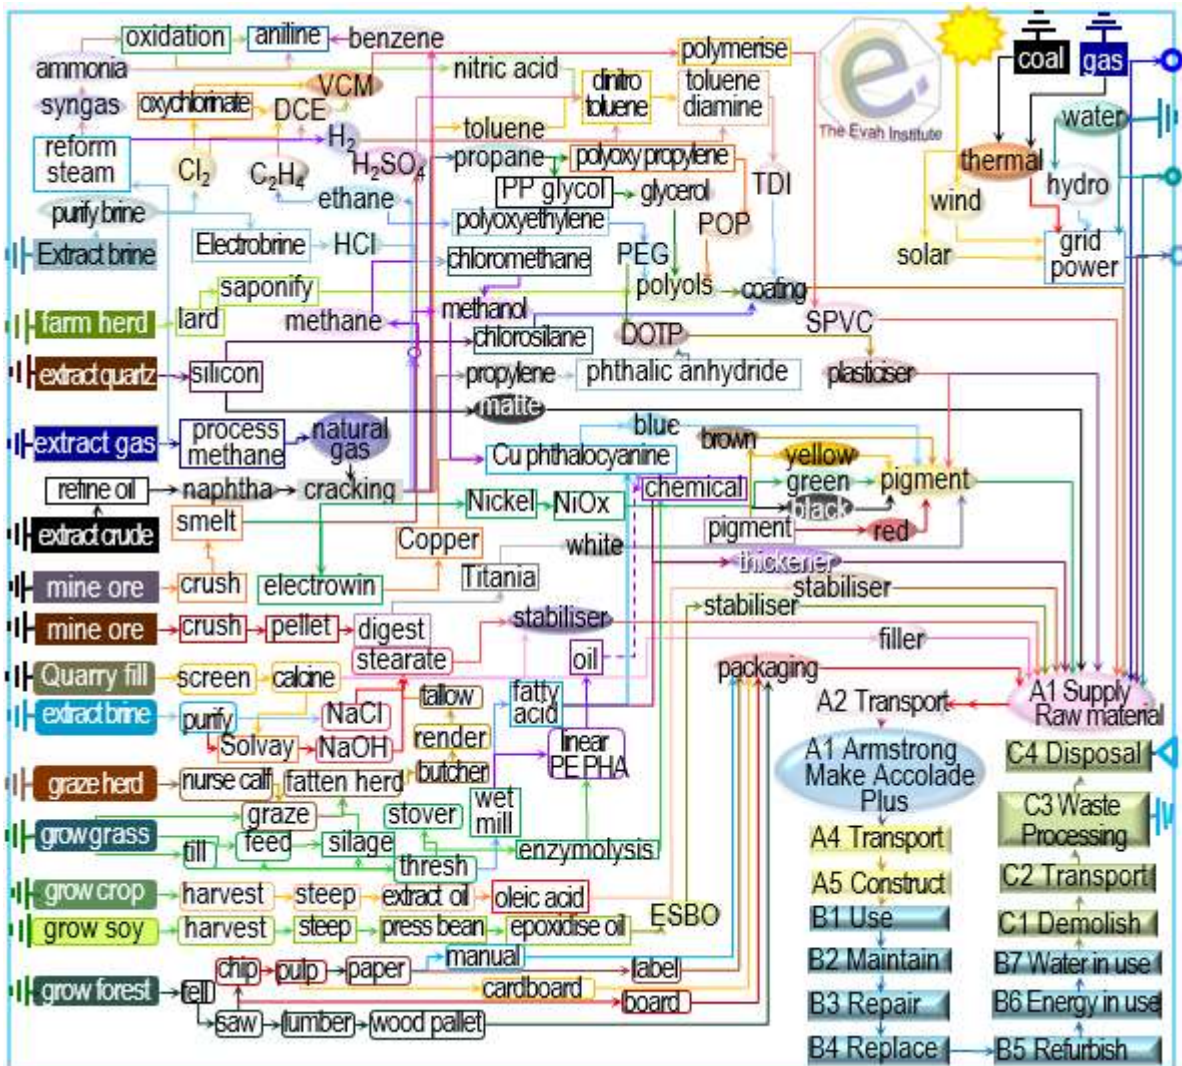 oxidation
aniline
benzene
polymerise
coal
gas
ammonia
VCM
nitric acid
dinitro
toluene
toluene
diamine
The Evah Institute
water
syngas
oxychlorinate
DCE
toluene
H2
reform
steam
Cl2
C2H4
H2SO4
propane
polyoxy propylene
thermal
hydro
ethane
PP glycol
glycerol
TDI
wind
purify brine
polyoxyethylene
POP
Extract brine
Electrobrine
HCl
chloromethane
PEG
solar
grid
power
saponify
polyols
coating
farm herd
lard
methane
methanol
chlorosilane
DOTP
SPVC
extract quartz
silicon
propylene
phthalic anhydride
plasticiser
matte
extract gas
process
methane
natural
gas
blue
brown
Cu phthalocyanine
yellow
refine oil
naphtha
cracking
chemical
green
pigment
Nickel
NiOx
black
extract crude
smelt
Copper
pigment
red
white
thickener
mine ore
crush
electrowin
Titania
stabiliser
stabiliser
mine ore
crush
pellet
digest
stabiliser
filler
stearate
oil
packaging
Quarry fill
screen
calcine
tallow
fatty
acid
A2 Transport
A1 Supply
Raw material
extract brine
purify
NaCl
Solvay
NaOH
render
linear
PE PHA
A1 Armstrong
Make Accolade
Plus
C4 Disposal
graze herd
nurse calf
fatten herd
butcher
wet
mill
C3 Waste
Processing
graze
stover
grow grass
till
feed
silage
thresh
enzymolysis
A4 Transport
C2 Transport
grow crop
harvest
steep
extract oil
oleic acid
A5 Construct
ESBO
B1 Use
C1 Demolish
grow soy
harvest
steep
press bean
epoxidise oil
manual
B2 Maintain
B7 Water in use
chip
pulp
paper
label
grow forest
fell
cardboard
board
B3 Repair
B6 Energy in use
saw
lumber
wood pallet
B4 Replace
B5 Refurbish